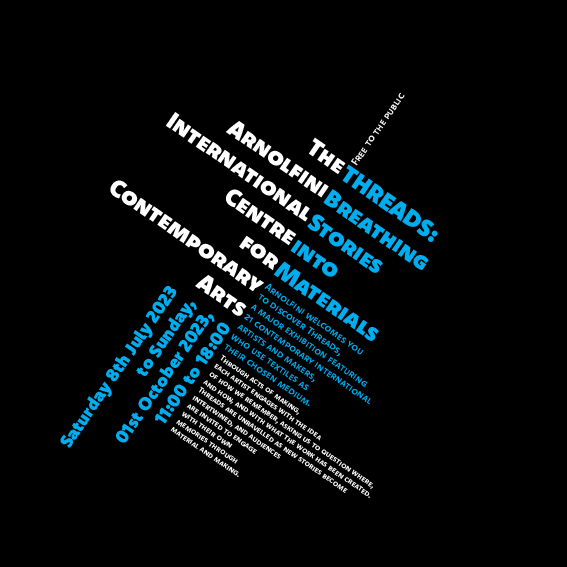 Free to the public
The
Arnolfini
International
Centre
for
Contemporary
Arts
THREADS:
Breathing
Stories
into
Materials
Arnolfini welcomes you
to discover Threads,
a major exhibition featuring
21 contemporary international
artists and makers,
who use textiles as
their chosen medium.
Through acts of making,
each artist engages with the idea
of how we remember, asking us to question where,
and how, and with what the work has been created.
Threads are unravelled as new stories become
intertwined, and audiences
are invited to engage
with their own
memories through
material and making.
Saturday 8th July 2023
to Sunday,
01st October 2023,
11:00 to 18:00